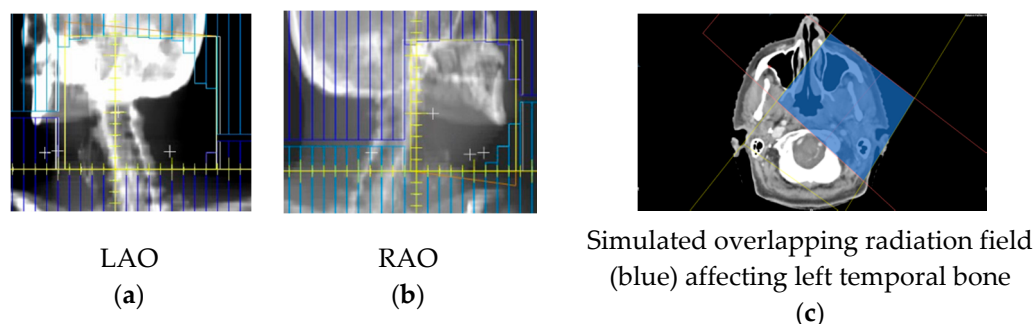 LAO
(a)
RAO
(b)
Simulated overlapping radiation field
(blue) affecting left temporal bone
(c)